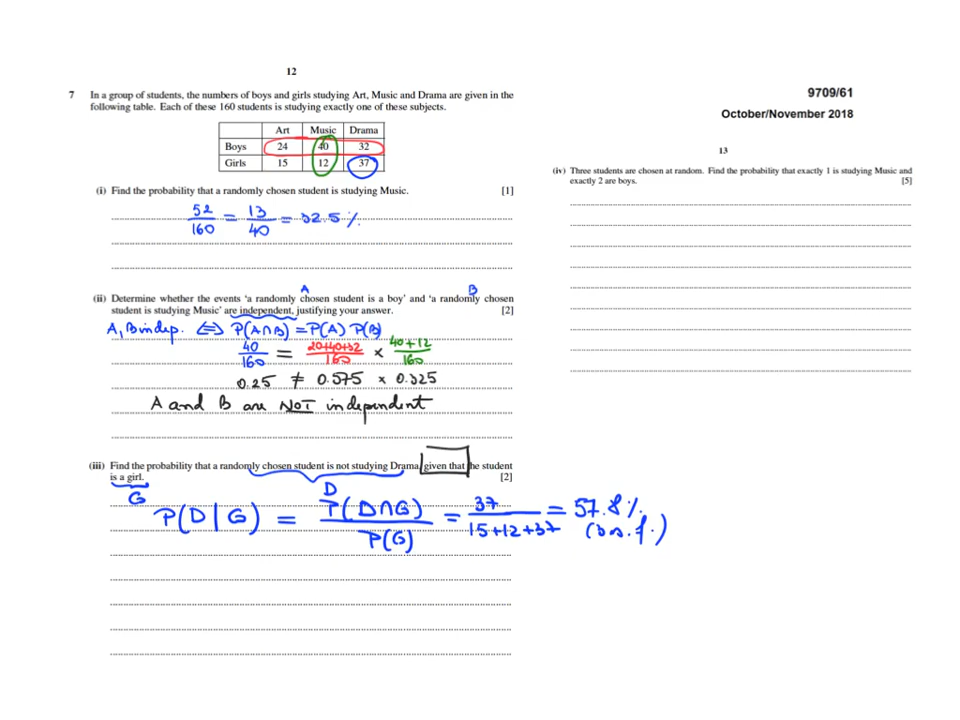 12
7 In a group of students, the numbers of boys and girls studying Art, Music and Drama are given in the
following table. Each of these 160 students is studying exactly one of these subjects.
Art Music Drama
Boys 24 40 32
Girls 15 12 37
(i) Find the probability that a randomly chosen student is studying Music. [1]
52/160 = 13/40 = 32.5 %
A B
(ii) Determine whether the events ‘a randomly chosen student is a boy’ and ‘a randomly chosen
student is studying Music’ are independent, justifying your answer. [2]
A, B indep. ⇔ P(A∩B) = P(A) P(B)
40/160 = 20+40+32/160 × 40+12/160
0.25 ≠ 0.575 × 0.325
A and B are NOT independent
(iii) Find the probability that a randomly chosen student is not studying Drama, given that the student
is a girl. [2]
G D
P(D|G) = P(D∩G)/P(G) = 37/15+12+37 = 57.8 %
(3 s. f.)
9709/61
October/November 2018
13
(iv) Three students are chosen at random. Find the probability that exactly 1 is studying Music and
exactly 2 are boys. [5]